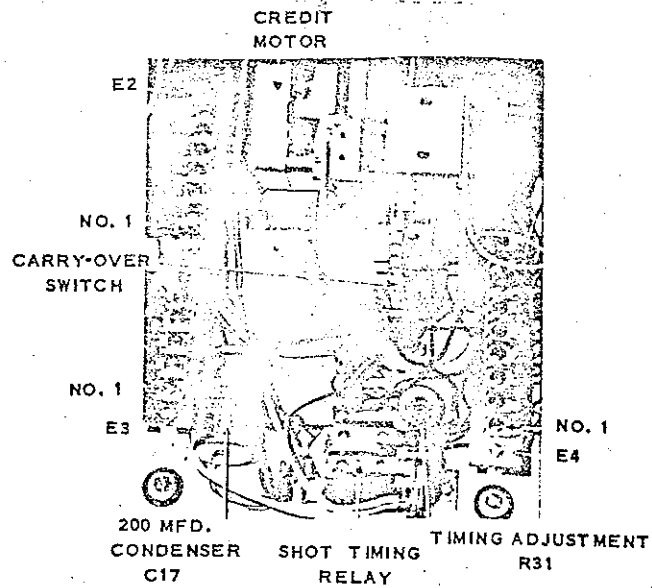 CREDIT
MOTOR
E2
NO. 1
CARRY-OVER
SWITCH
NO. 1
E3
NO. 1
E4
200 MFD.
CONDENSER
C17
SHOT TIMING
RELAY
TIMING ADJUSTMENT
R31